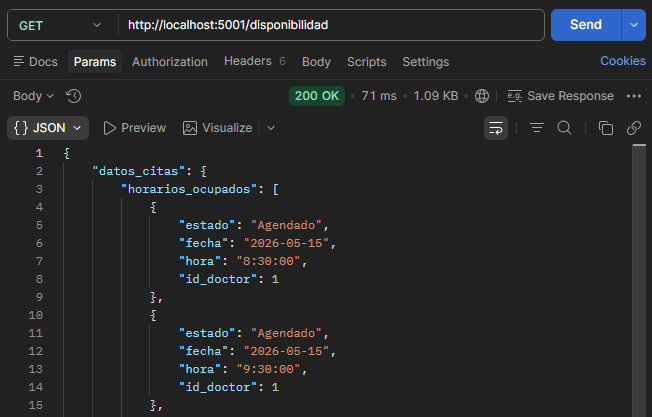 GET http://localhost:5001/disponibilidad Send
Docs Params Authorization Headers 6 Body Scripts Settings Cookies
Body 200 OK • 71 ms • 1.09 KB • e.g. Save Response
{} JSON Preview Visualize
1 {
2 "datos_citas": {
3 "horarios_ocupados": [
4 {
5 "estado": "Agendado",
6 "fecha": "2026-05-15",
7 "hora": "8:30:00",
8 "id_doctor": 1
9 },
10 {
11 "estado": "Agendado",
12 "fecha": "2026-05-15",
13 "hora": "9:30:00",
14 "id_doctor": 1
15 },